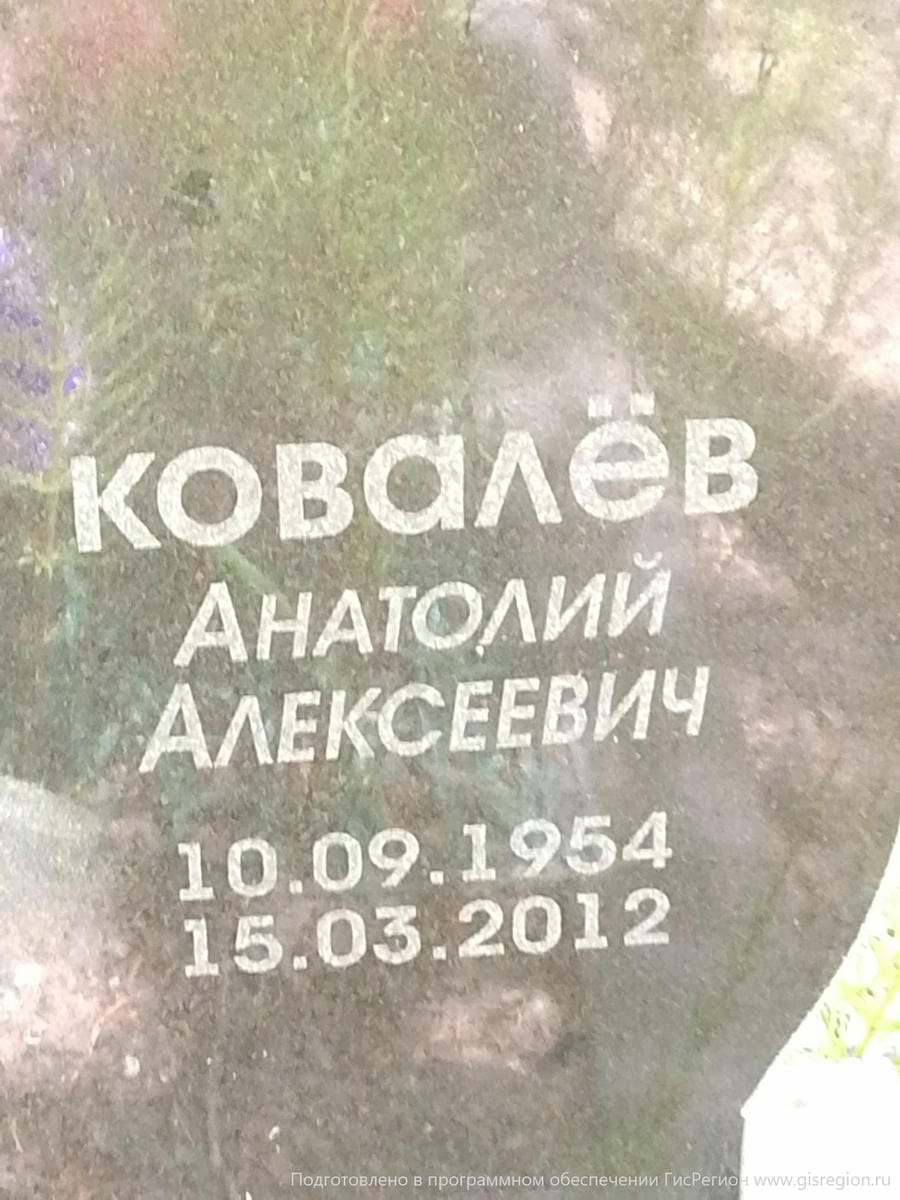 Ковалёв
Анатолий
Алексеевич
10.09.1954
15.03.2012
Подготовлено в программном обеспечении ГисРегион www.gisregion.ru